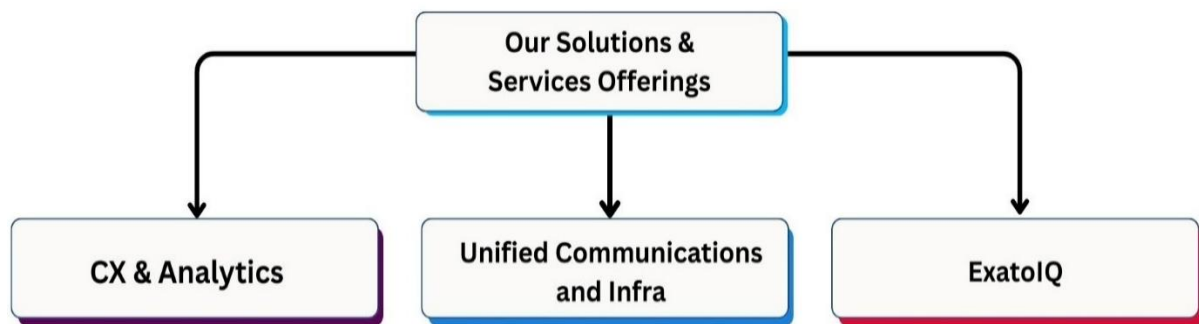 Our Solutions &
Services Offerings
CX & Analytics
Unified Communications
and Infra
ExatoIQ